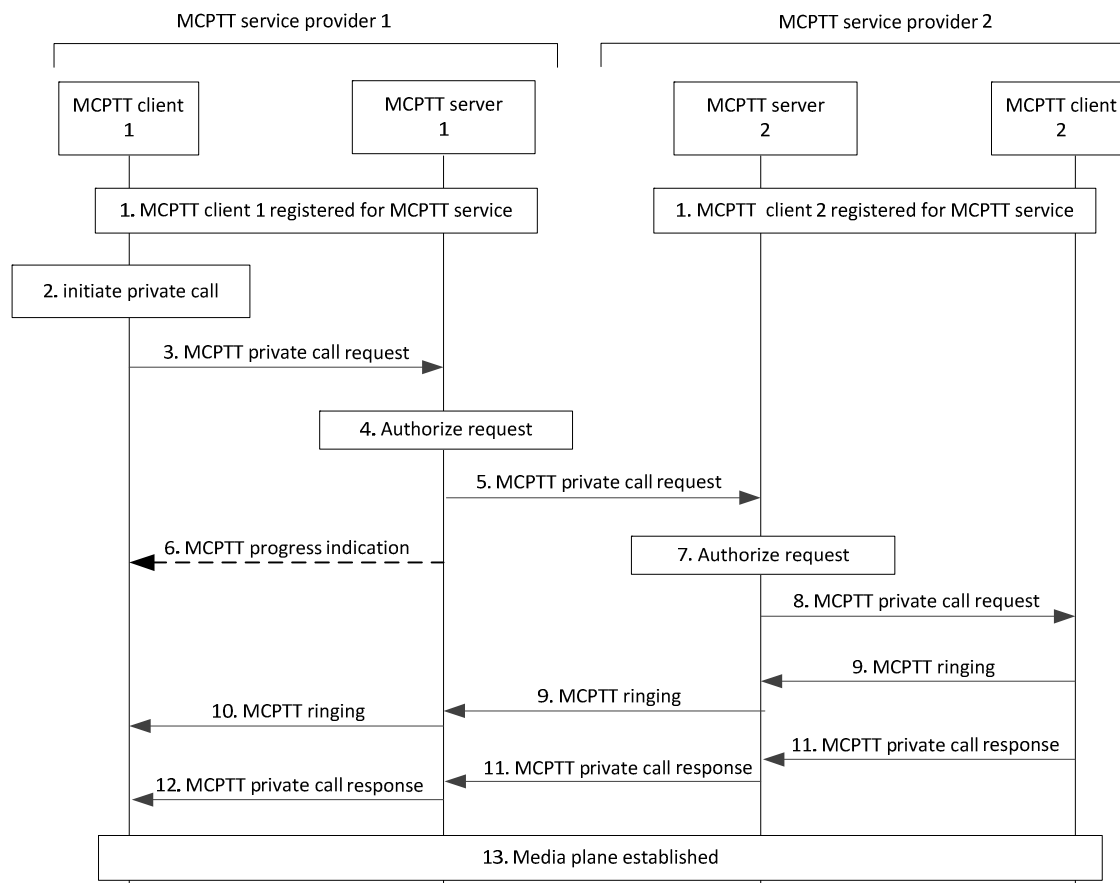 MCPTT service provider 1
MCPTT service provider 2
MCPTT client
1
MCPTT server
1
MCPTT server
2
MCPTT client
2
1. MCPTT client 1 registered for MCPTT service
1. MCPTT client 2 registered for MCPTT service
2. initiate private call
3. MCPTT private call request
4. Authorize request
5. MCPTT private call request
6. MCPTT progress indication
7. Authorize request
8. MCPTT private call request
9. MCPTT ringing
9. MCPTT ringing
10. MCPTT ringing
11. MCPTT private call response
11. MCPTT private call response
12. MCPTT private call response
13. Media plane established